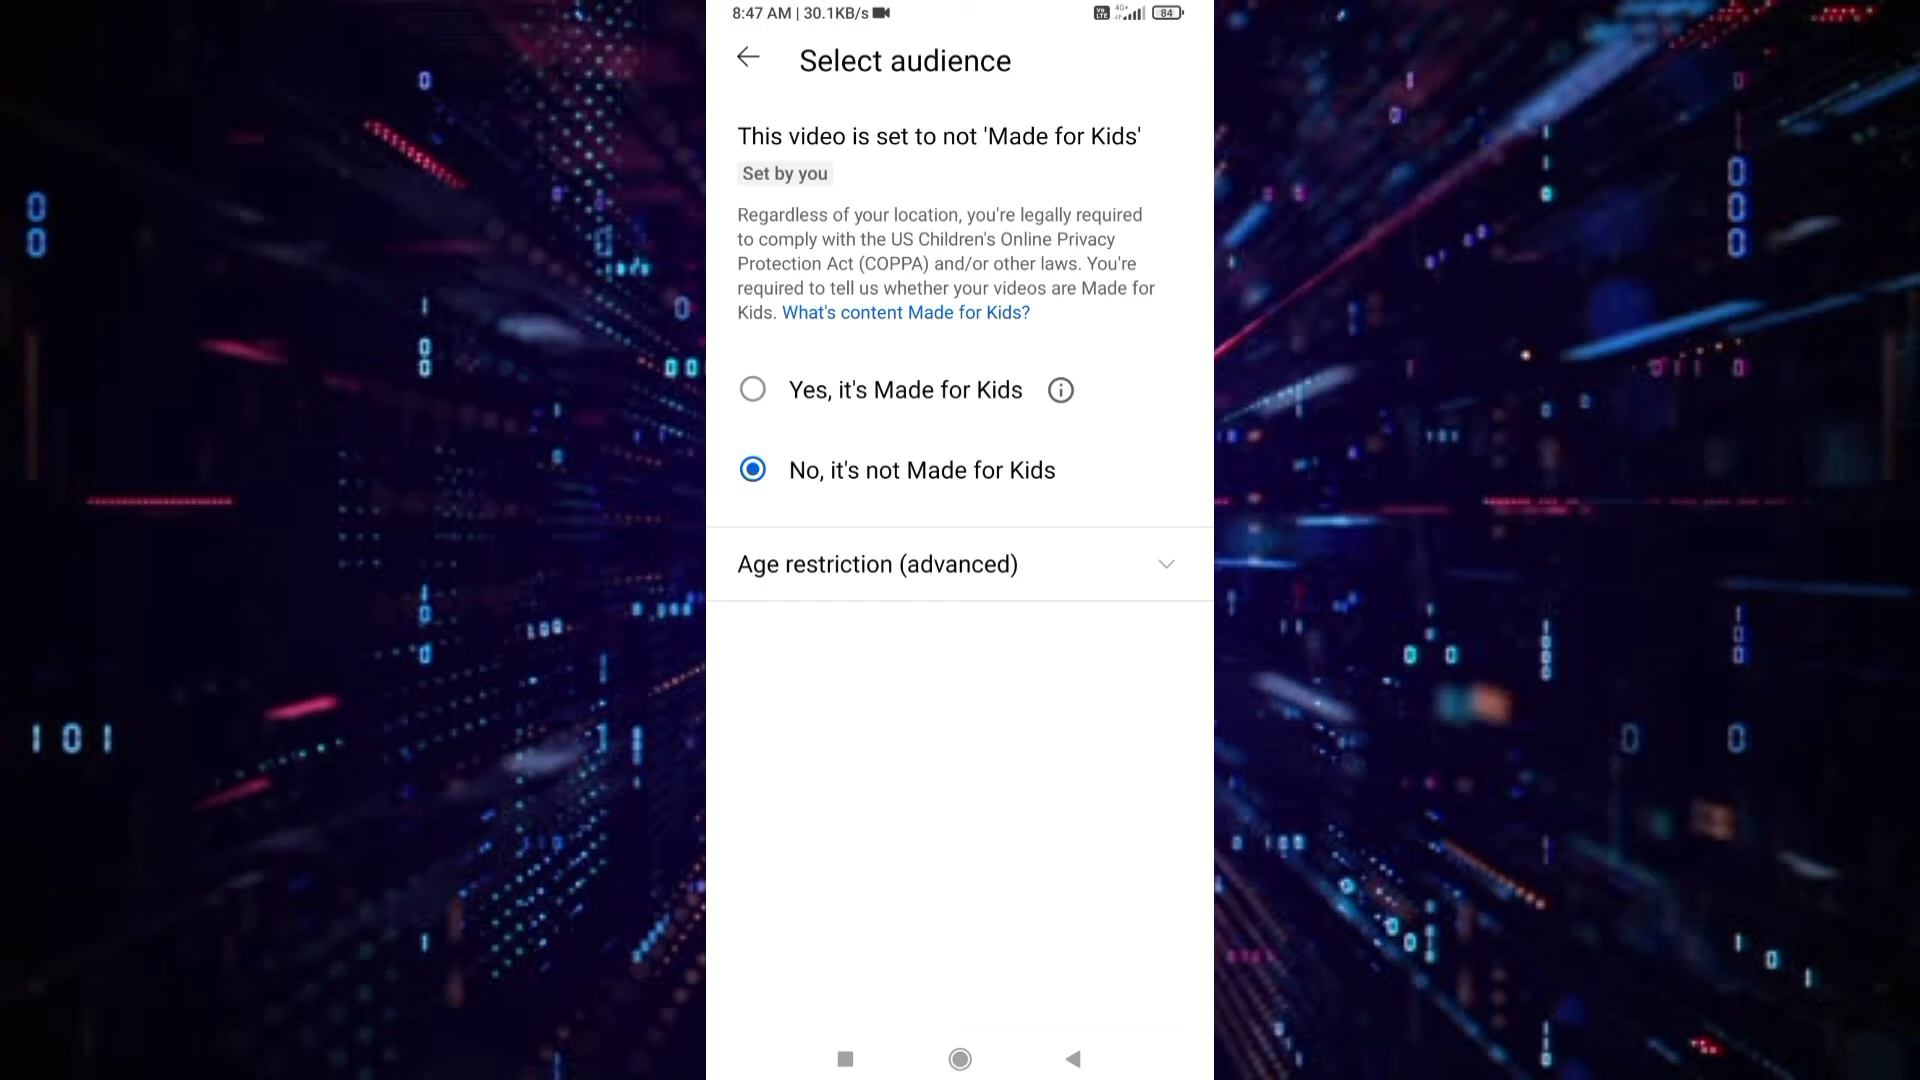 8:47 AM | 30.1KB/s
Vo LTE 4G+ 84
Select audience
This video is set to not 'Made for Kids'
Set by you
Regardless of your location, you're legally required
to comply with the US Children's Online Privacy
Protection Act (COPPA) and/or other laws. You're
required to tell us whether your videos are Made for
Kids. What's content Made for Kids?
Yes, it's Made for Kids
No, it's not Made for Kids
Age restriction (advanced)